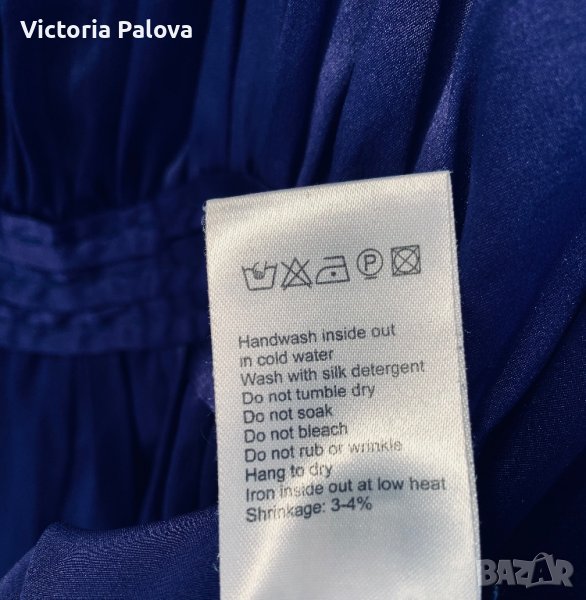 Victoria Palova
P
Handwash inside out
in cold water
Wash with silk detergent
Do not tumble dry
Do not soak
Do not bleach
Do not rub or wrinkle
Hang to dry
Iron inside out at low heat
Shrinkage: 3-4%
BAZAR